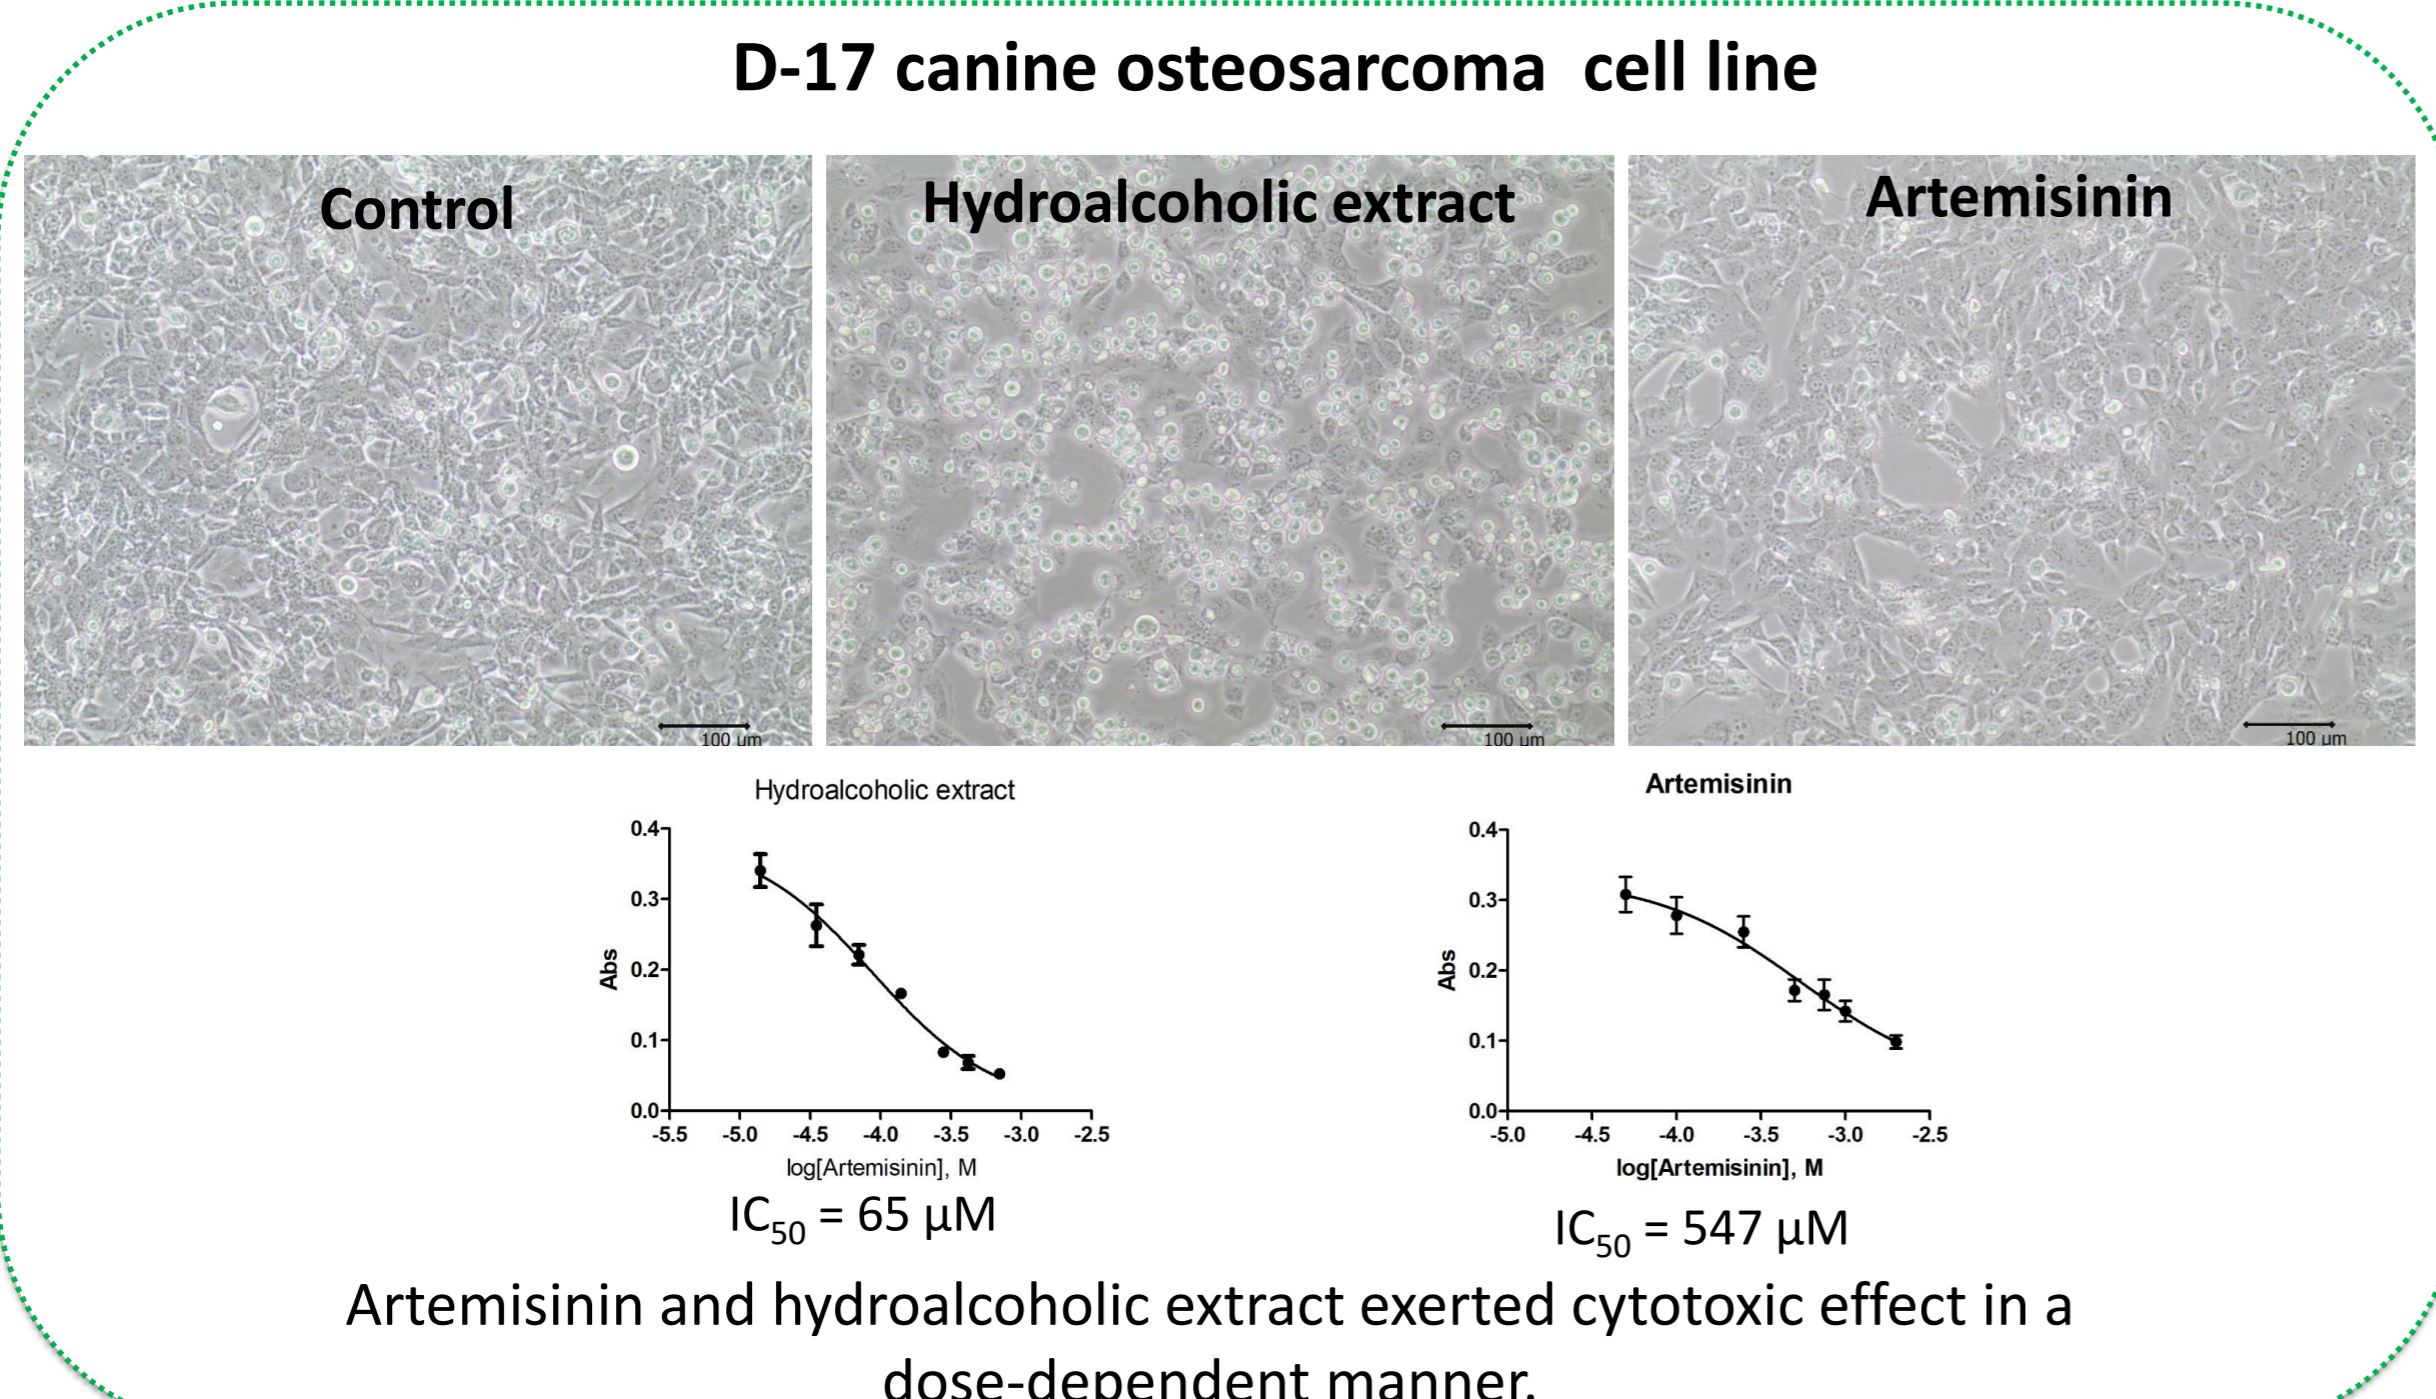 D-17 canine osteosarcoma cell line
Control
Hydroalcoholic extract
Artemisinin
100 µm
100 µm
100 µm
Hydroalcoholic extract
0.4
0.3
0.2
0.1
0.0
Abs
-5.5 -5.0 -4.5 -4.0 -3.5 -3.0 -2.5
log[Artemisinin], M
IC50 = 65 µM
Artemisinin
0.4
0.3
0.2
0.1
0.0
Abs
-5.0 -4.5 -4.0 -3.5 -3.0 -2.5
log[Artemisinin], M
IC50 = 547 µM
Artemisinin and hydroalcoholic extract exerted cytotoxic effect in a
dose-dependent manner.